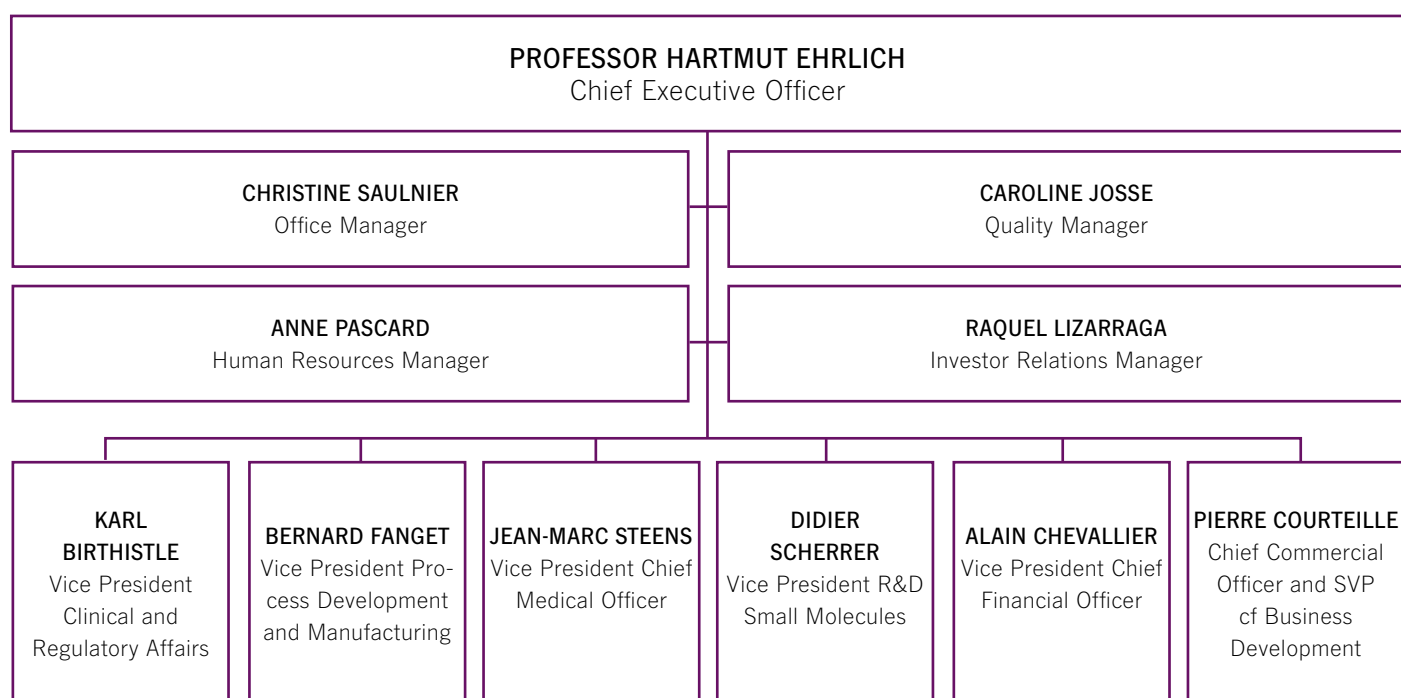 PROFESSOR HARTMUT EHRLICH
Chief Executive Officer
CHRISTINE SAULNIER
Office Manager
CAROLINE JOSSE
Quality Manager
ANNE PASCARD
Human Resources Manager
RAQUEL LIZARRAGA
Investor Relations Manager
KARL
BIRTHISTLE
Vice President
Clinical and
Regulatory Affairs
BERNARD FANGET
Vice President Pro-
cess Development
and Manufacturing
JEAN-MARC STEENS
Vice President Chief
Medical Officer
DIDIER
SCHERRER
Vice President R&D
Small Molecules
ALAIN CHEVALLIER
Vice President Chief
Financial Officer
PIERRE COURTEILLE
Chief Commercial
Officer and SVP
cf Business
Development